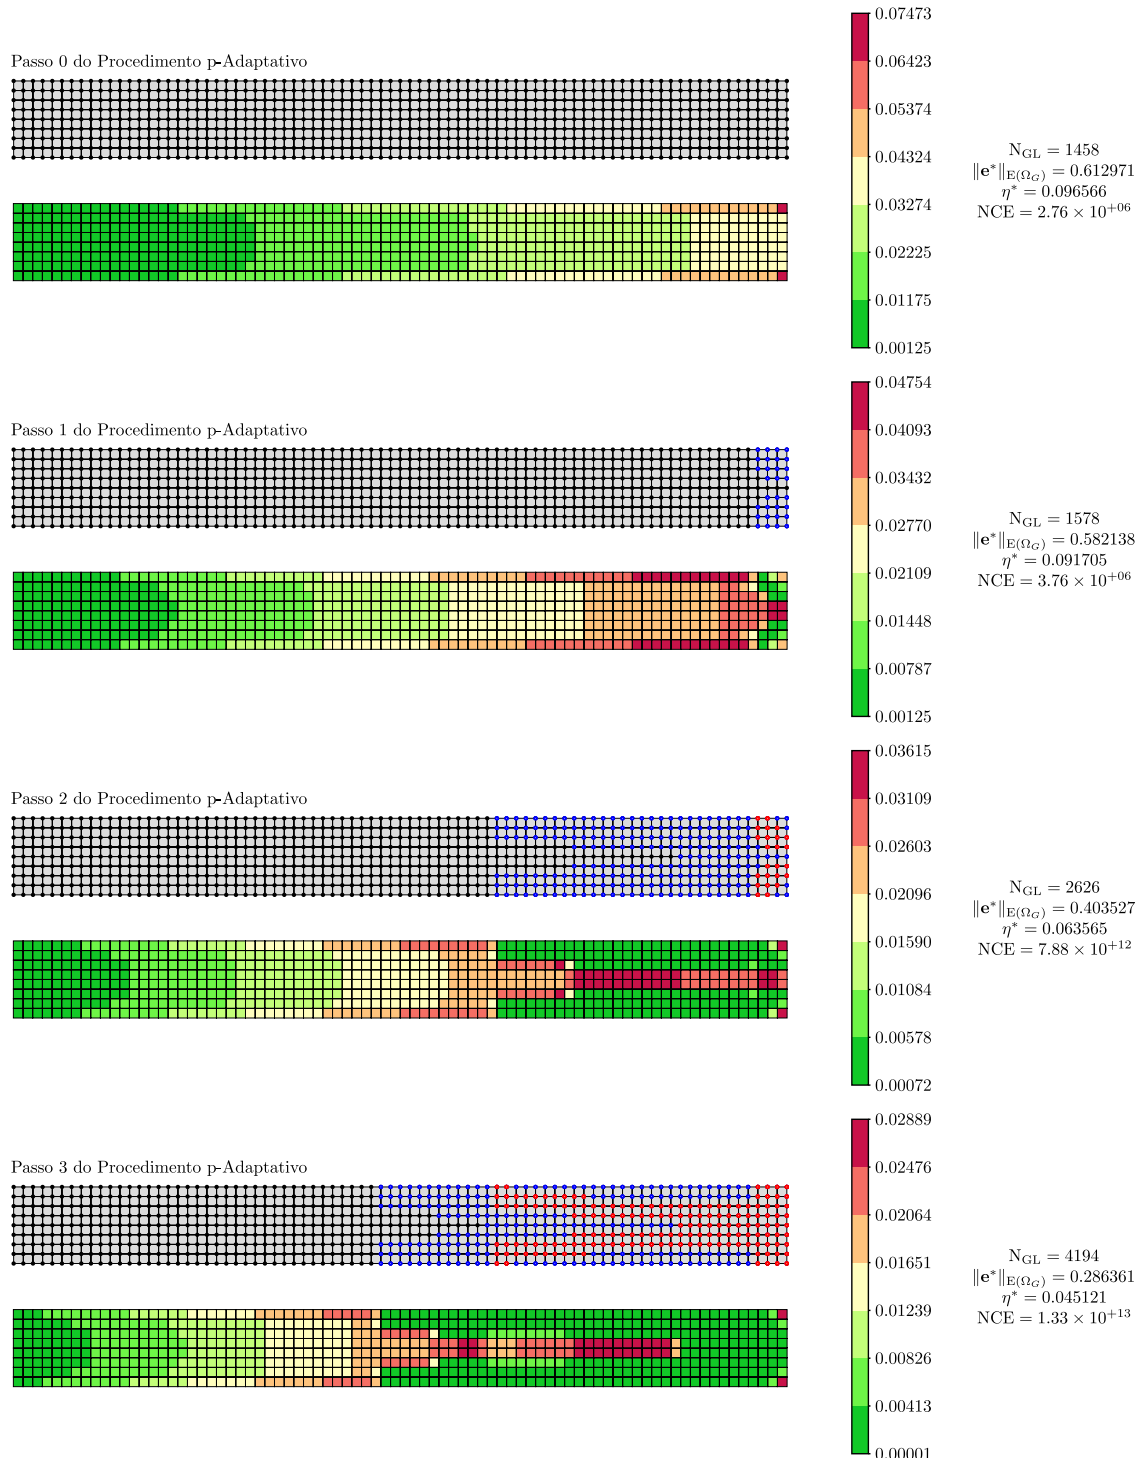 0.07473
Passo 0 do Procedimento p-Adaptativo
0.06423
0.05374
0.04324
0.03274
0.02225
0.01175
0.00125
N_GL = 1458
‖e*‖_E(Ω_G) = 0.612971
η* = 0.096566
NCE = 2.76 × 10^+06
0.04754
Passo 1 do Procedimento p-Adaptativo
0.04093
0.03432
0.02770
0.02109
0.01448
0.00787
0.00125
N_GL = 1578
‖e*‖_E(Ω_G) = 0.582138
η* = 0.091705
NCE = 3.76 × 10^+06
0.03615
Passo 2 do Procedimento p-Adaptativo
0.03109
0.02603
0.02096
0.01590
0.01084
0.00578
0.00072
N_GL = 2626
‖e*‖_E(Ω_G) = 0.403527
η* = 0.063565
NCE = 7.88 × 10^+12
0.02889
Passo 3 do Procedimento p-Adaptativo
0.02476
0.02064
0.01651
0.01239
0.00826
0.00413
0.00001
N_GL = 4194
‖e*‖_E(Ω_G) = 0.286361
η* = 0.045121
NCE = 1.33 × 10^+13